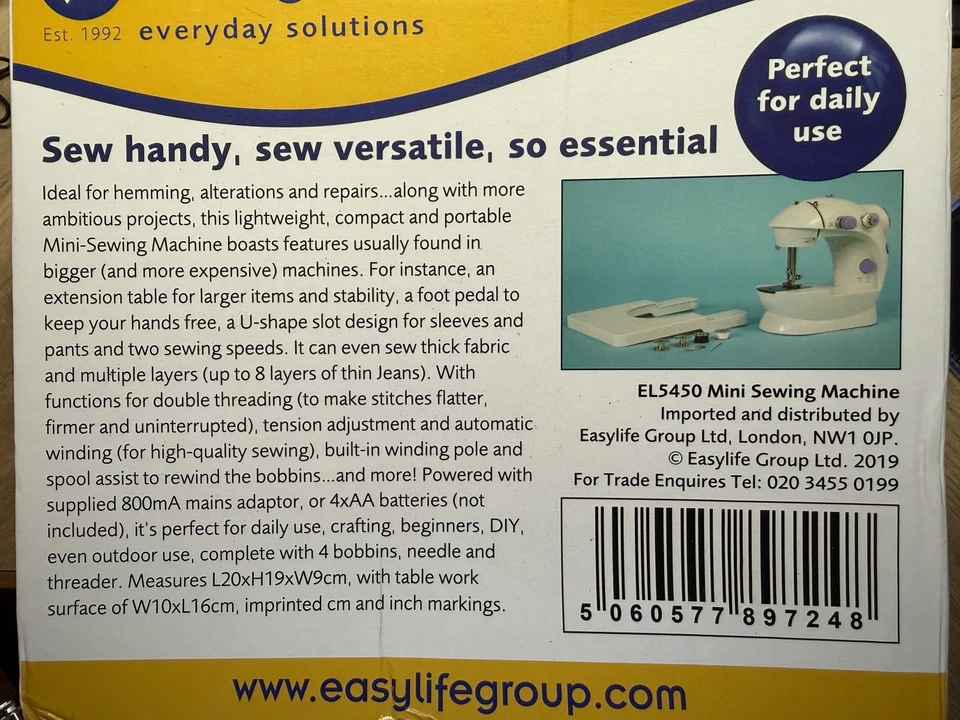 Est. 1992 everyday solutions
Perfect
for daily
use
Sew handy, sew versatile, so essential
Ideal for hemming, alterations and repairs...along with more
ambitious projects, this lightweight, compact and portable
Mini-Sewing Machine boasts features usually found in
bigger (and more expensive) machines. For instance, an
extension table for larger items and stability, a foot pedal to
keep your hands free, a U-shape slot design for sleeves and
pants and two sewing speeds. It can even sew thick fabric
and multiple layers (up to 8 layers of thin Jeans). With
functions for double threading (to make stitches flatter,
firmer and uninterrupted), tension adjustment and automatic
winding (for high-quality sewing), built-in winding pole and
spool assist to rewind the bobbins...and more! Powered with
supplied 800mA mains adaptor, or 4xAA batteries (not
included), it's perfect for daily use, crafting, beginners, DIY,
even outdoor use, complete with 4 bobbins, needle and
threader. Measures L20xH19xW9cm, with table work
surface of W10xL16cm, imprinted cm and inch markings.
EL5450 Mini Sewing Machine
Imported and distributed by
Easylife Group Ltd, London, NW1 0JP.
© Easylife Group Ltd. 2019
For Trade Enquires Tel: 020 3455 0199
5 060577 897248
www.easylifegroup.com